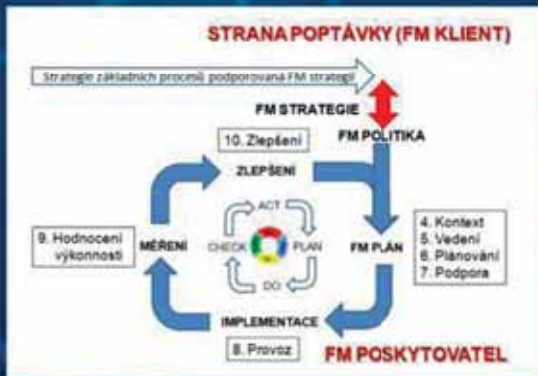 STRANA POPTÁVKY (FM KLIENT)
Strategie základních procesů podporovaná FM strategií
FM STRATEGIE
FM POLITIKA
10. Zlepšení
ZLEPŠENÍ
ACT
9. Hodnocení
výkonnosti
MĚŘENÍ
CHECK
PLAN
FM PLÁN
4. Kontext
5. Vedení
6. Plánování
7. Podpora
DO
IMPLEMENTACE
8. Provoz
FM POSKYTOVATEL